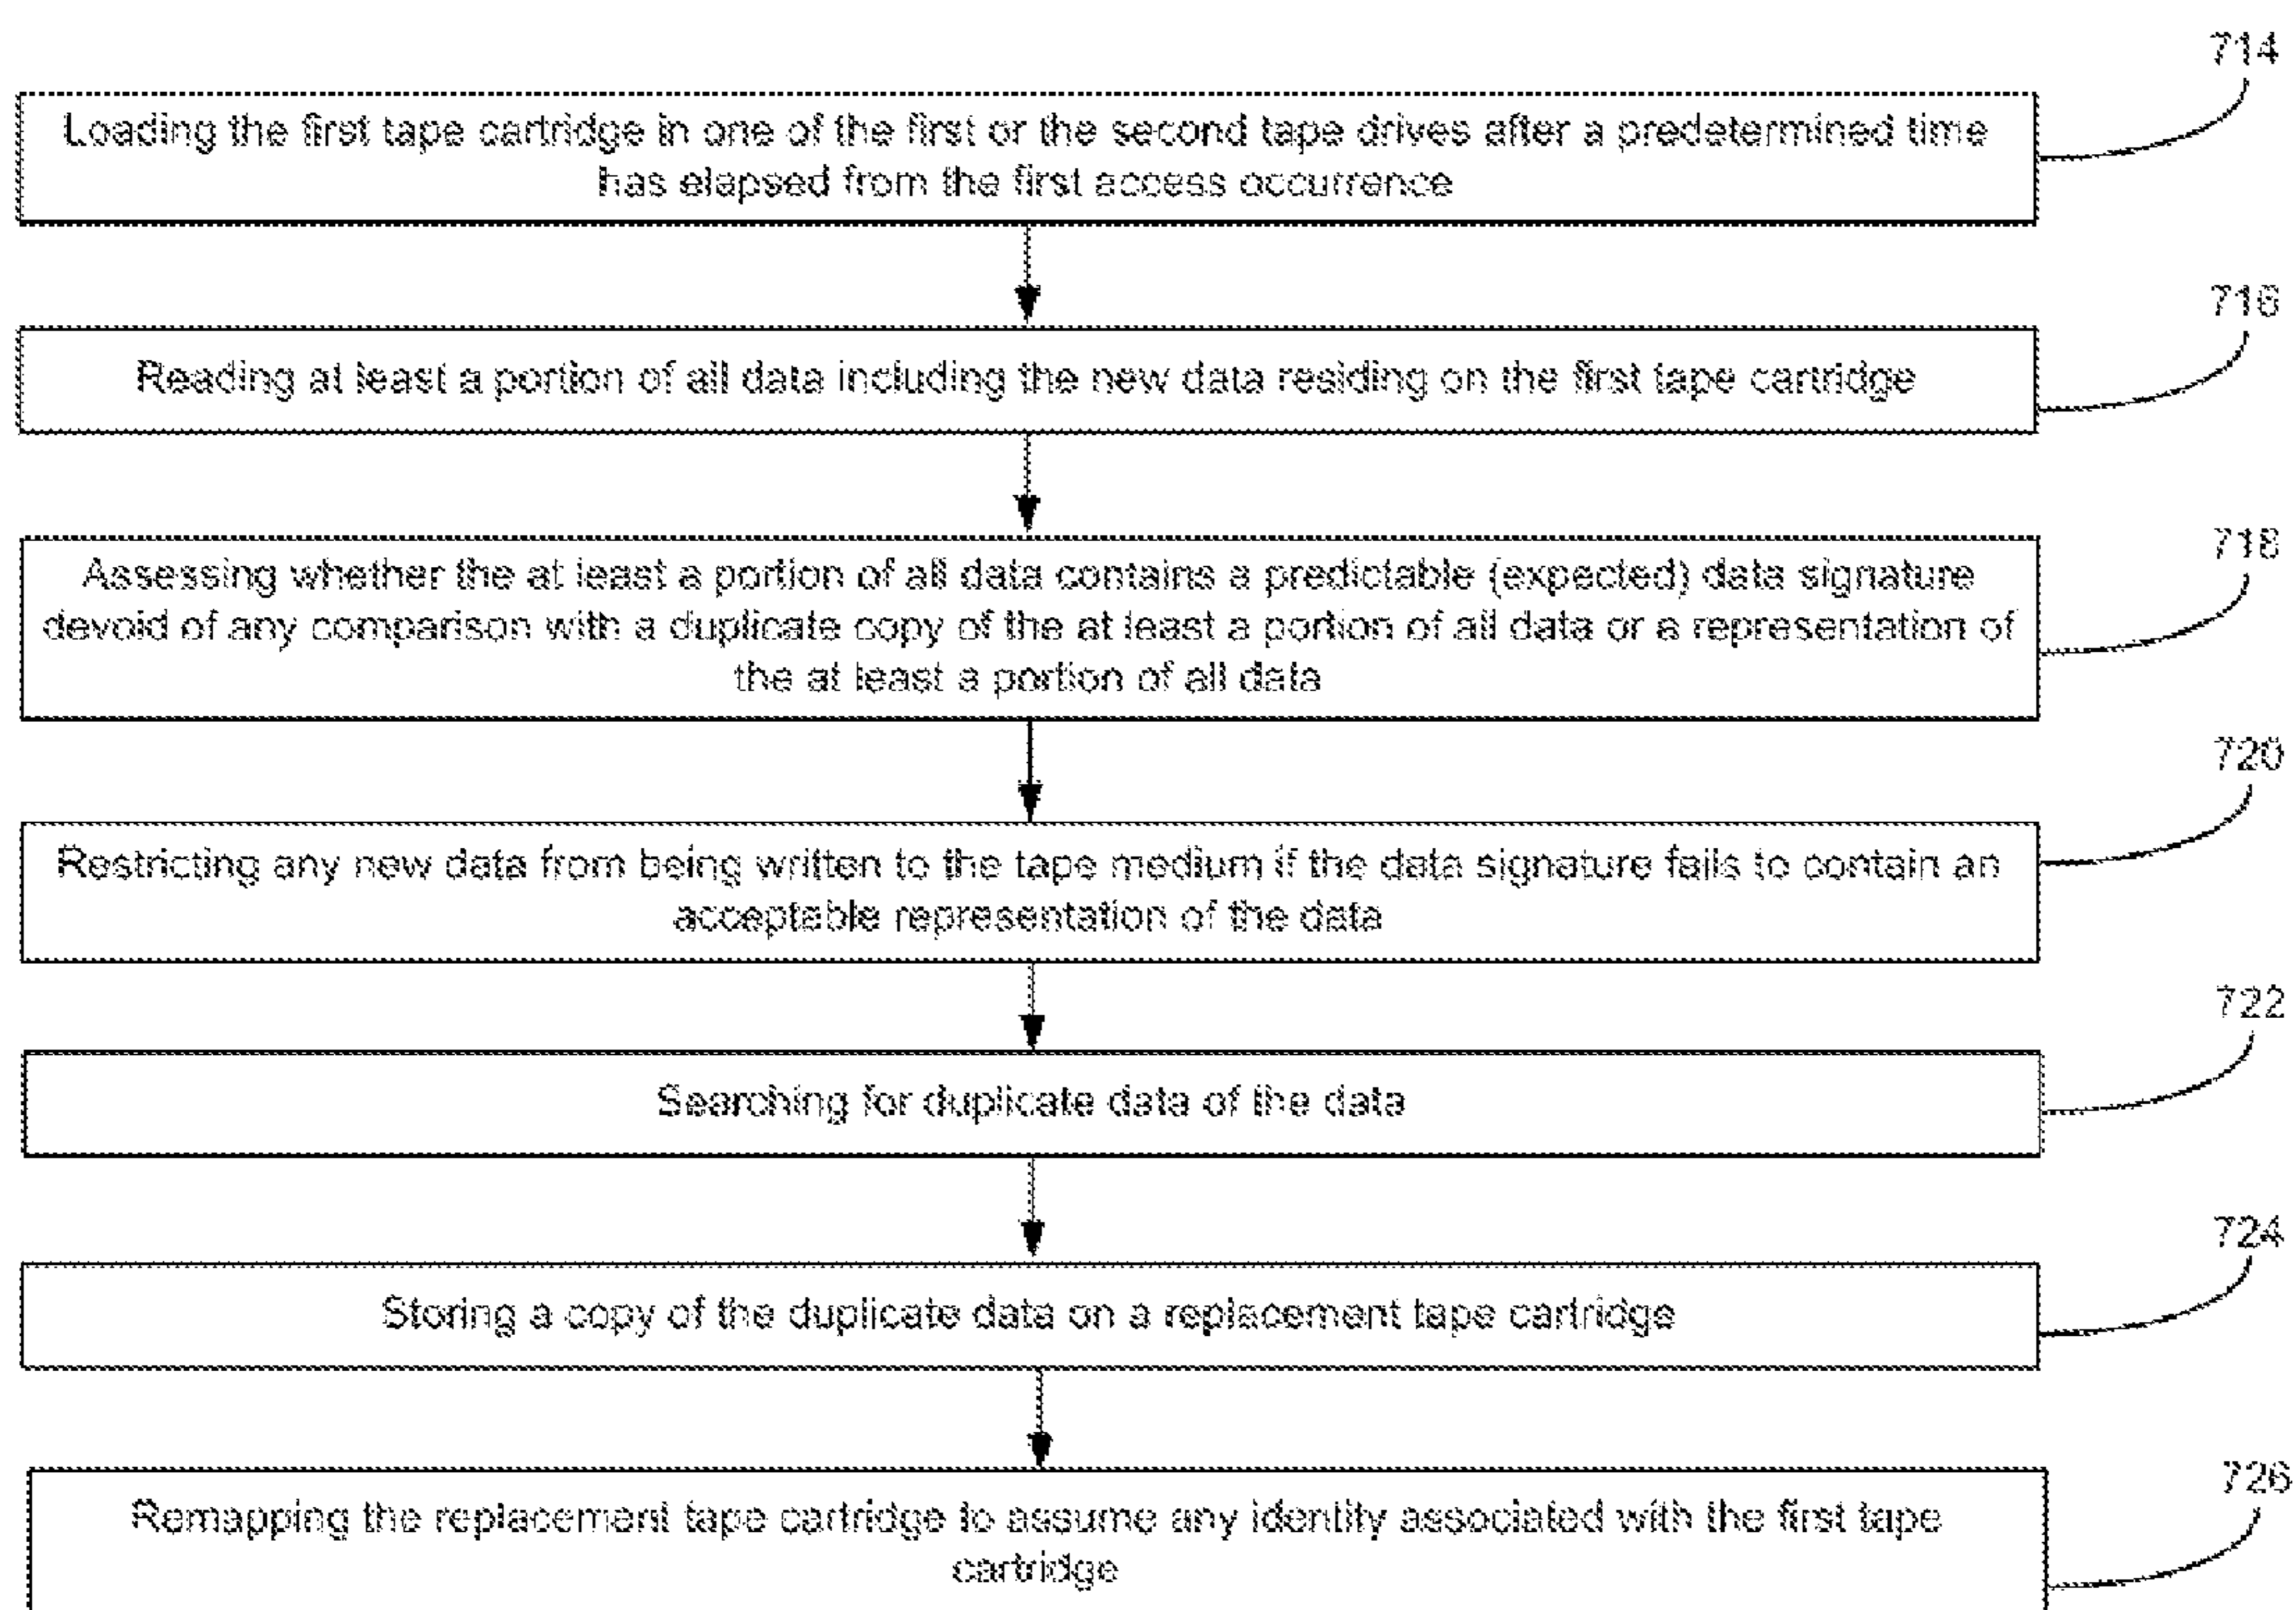 714
Loading the first tape cartridge in one of the first or the second tape drives after a predetermined time
has elapsed from the first access occurrence
716
Reading at least a portion of all data including the new data residing on the first tape cartridge
718
Assessing whether the at least a portion of all data contains a predictable (expected) data signature
devoid of any comparison with a duplicate copy of the at least a portion of all data or a representation of
the at least a portion of all data
720
Restricting any new data from being written to the tape medium if the data signature fails to contain an
acceptable representation of the data
722
Searching for duplicate data of the data
724
Storing a copy of the duplicate data on a replacement tape cartridge
726
Remapping the replacement tape cartridge to assume any identity associated with the first tape
cartridge